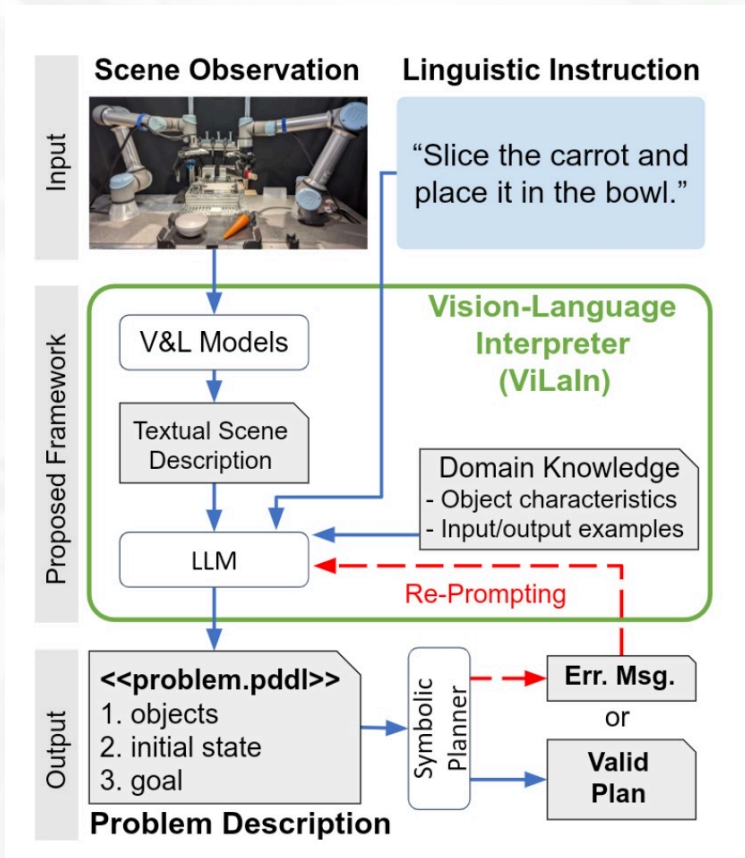 Scene Observation
Linguistic Instruction
Input
“Slice the carrot and
place it in the bowl.”
Proposed Framework
Vision-Language
Interpreter
(ViLaIn)
V&L Models
Textual Scene
Description
Domain Knowledge
- Object characteristics
- Input/output examples
LLM
Re-Prompting
Output
<<problem.pddl>>
1. objects
2. initial state
3. goal
Problem Description
Symbolic
Planner
Err. Msg.
or
Valid
Plan